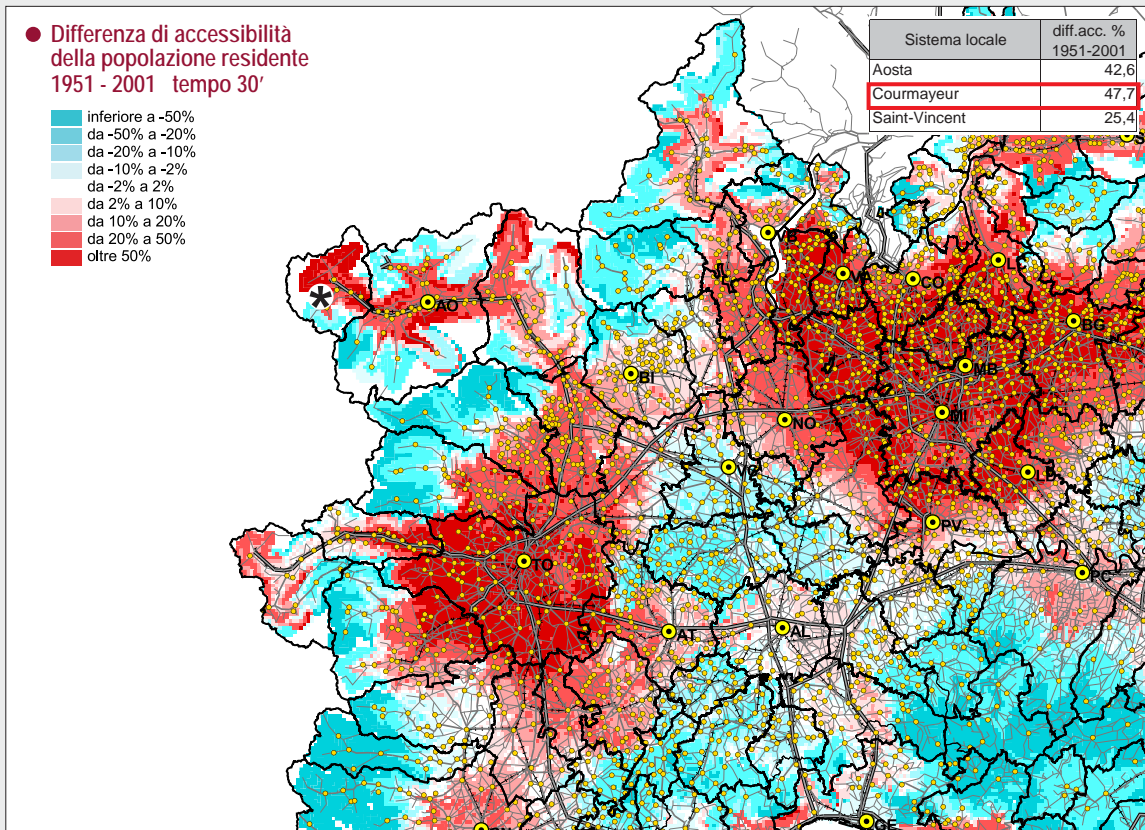 ● Differenza di accessibilità
della popolazione residente
1951 - 2001 tempo 30'
inferiore a -50%
da -50% a -20%
da -20% a -10%
da -10% a -2%
da -2% a 2%
da 2% a 10%
da 10% a 20%
da 20% a 50%
oltre 50%
Sistema locale diff.acc. % 1951-2001
Aosta 42,6
Courmayeur 47,7
Saint-Vincent 25,4
*
AO
CO
BG
BI
MB
MI
NO
VC
PV
TO
PC
AT
AL
GE